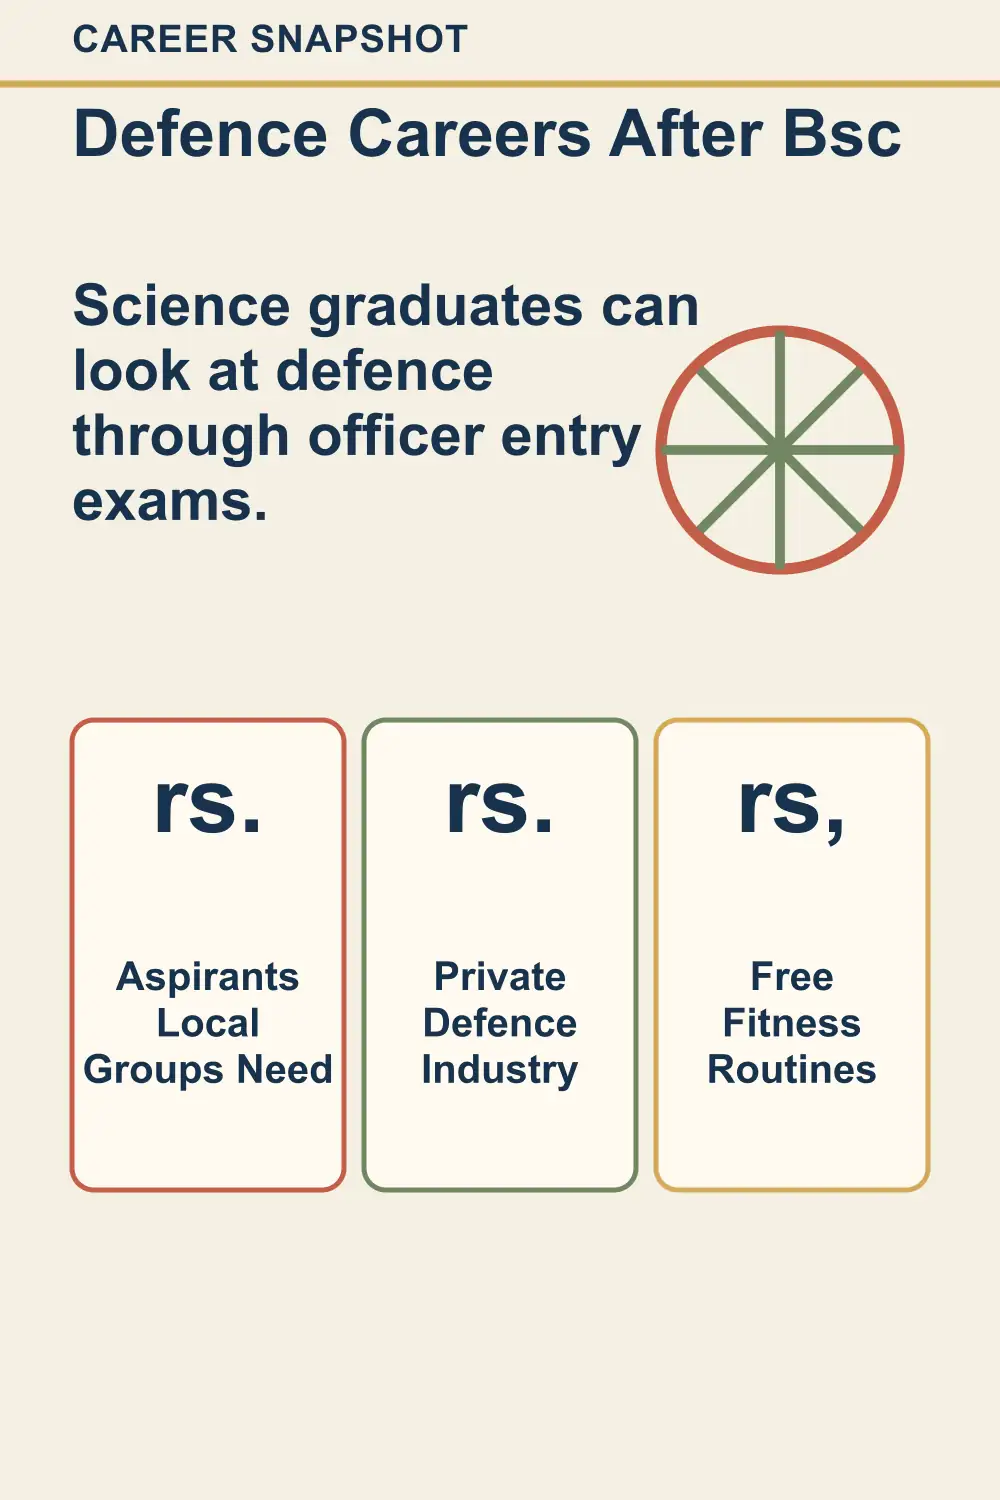 CAREER SNAPSHOT
Defence Careers After Bsc
Science graduates can
look at defence
through officer entry
exams.
rs.
Aspirants
Local
Groups Need
rs.
Private
Defence
Industry
rs,
Free
Fitness
Routines